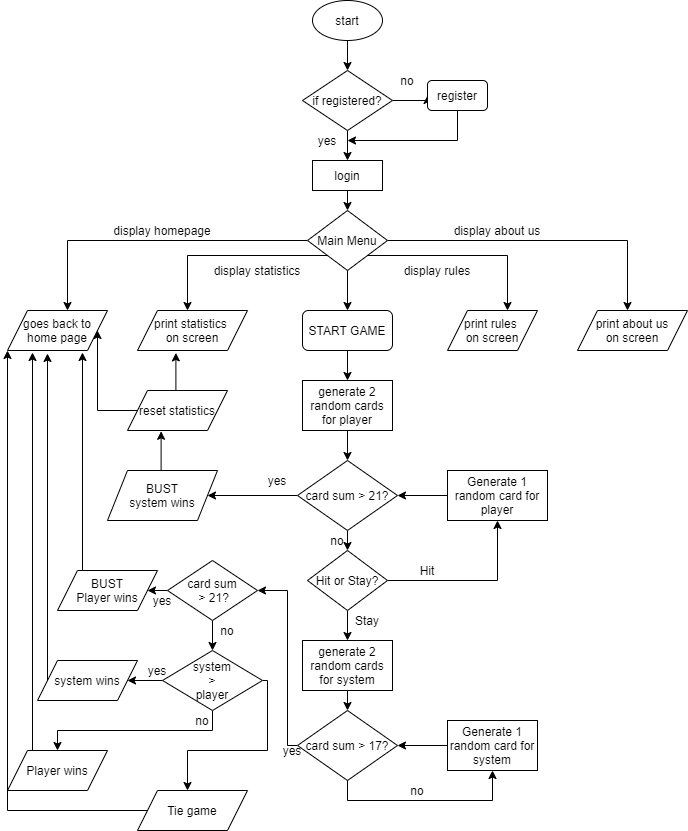 start
if registered?
no
register
yes
login
Main Menu
display homepage
display about us
display statistics
display rules
goes back to
home page
print statistics
on screen
START GAME
print rules
on screen
print about us
on screen
generate 2
random cards
for player
reset statistics
BUST
system wins
yes
card sum > 21?
Generate 1
random card for
player
no
Hit or Stay?
Hit
BUST
Player wins
yes
card sum
> 21?
Stay
no
generate 2
random cards
for system
system wins
yes
system
>
player
no
yes
card sum > 17?
Generate 1
random card for
system
Player wins
no
Tie game